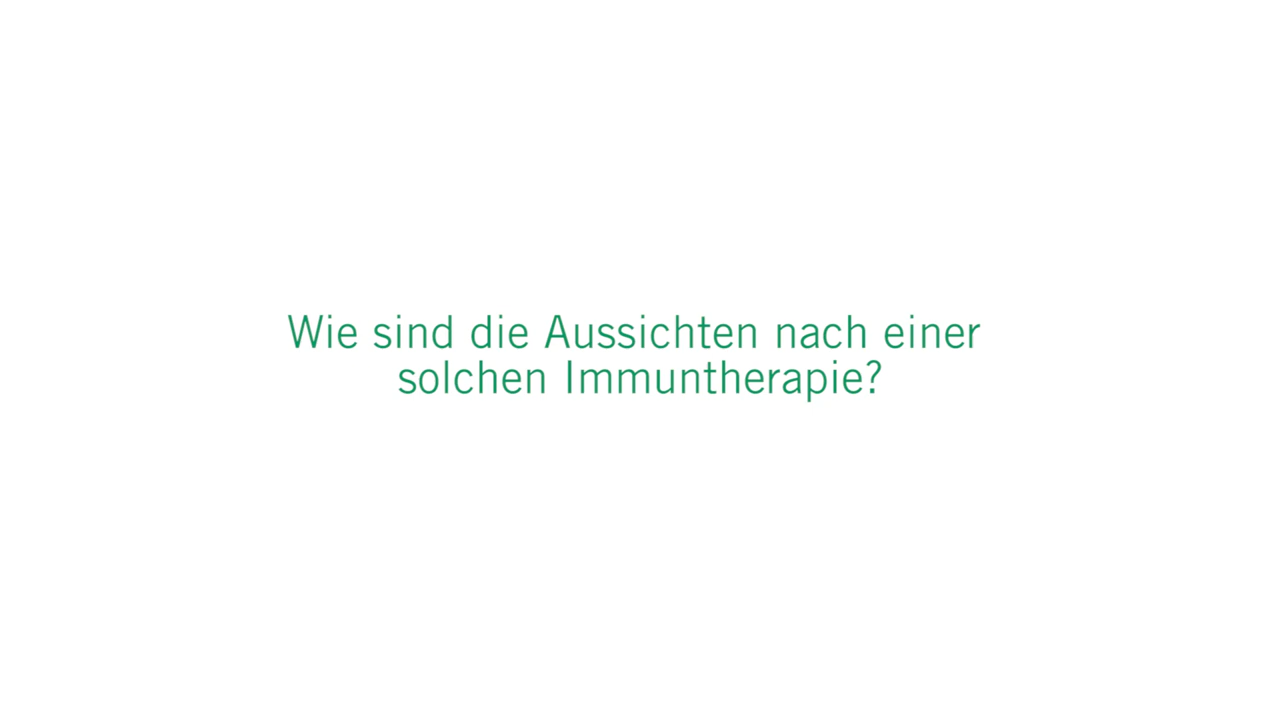 Wie sind die Aussichten nach einer
solchen Immuntherapie?